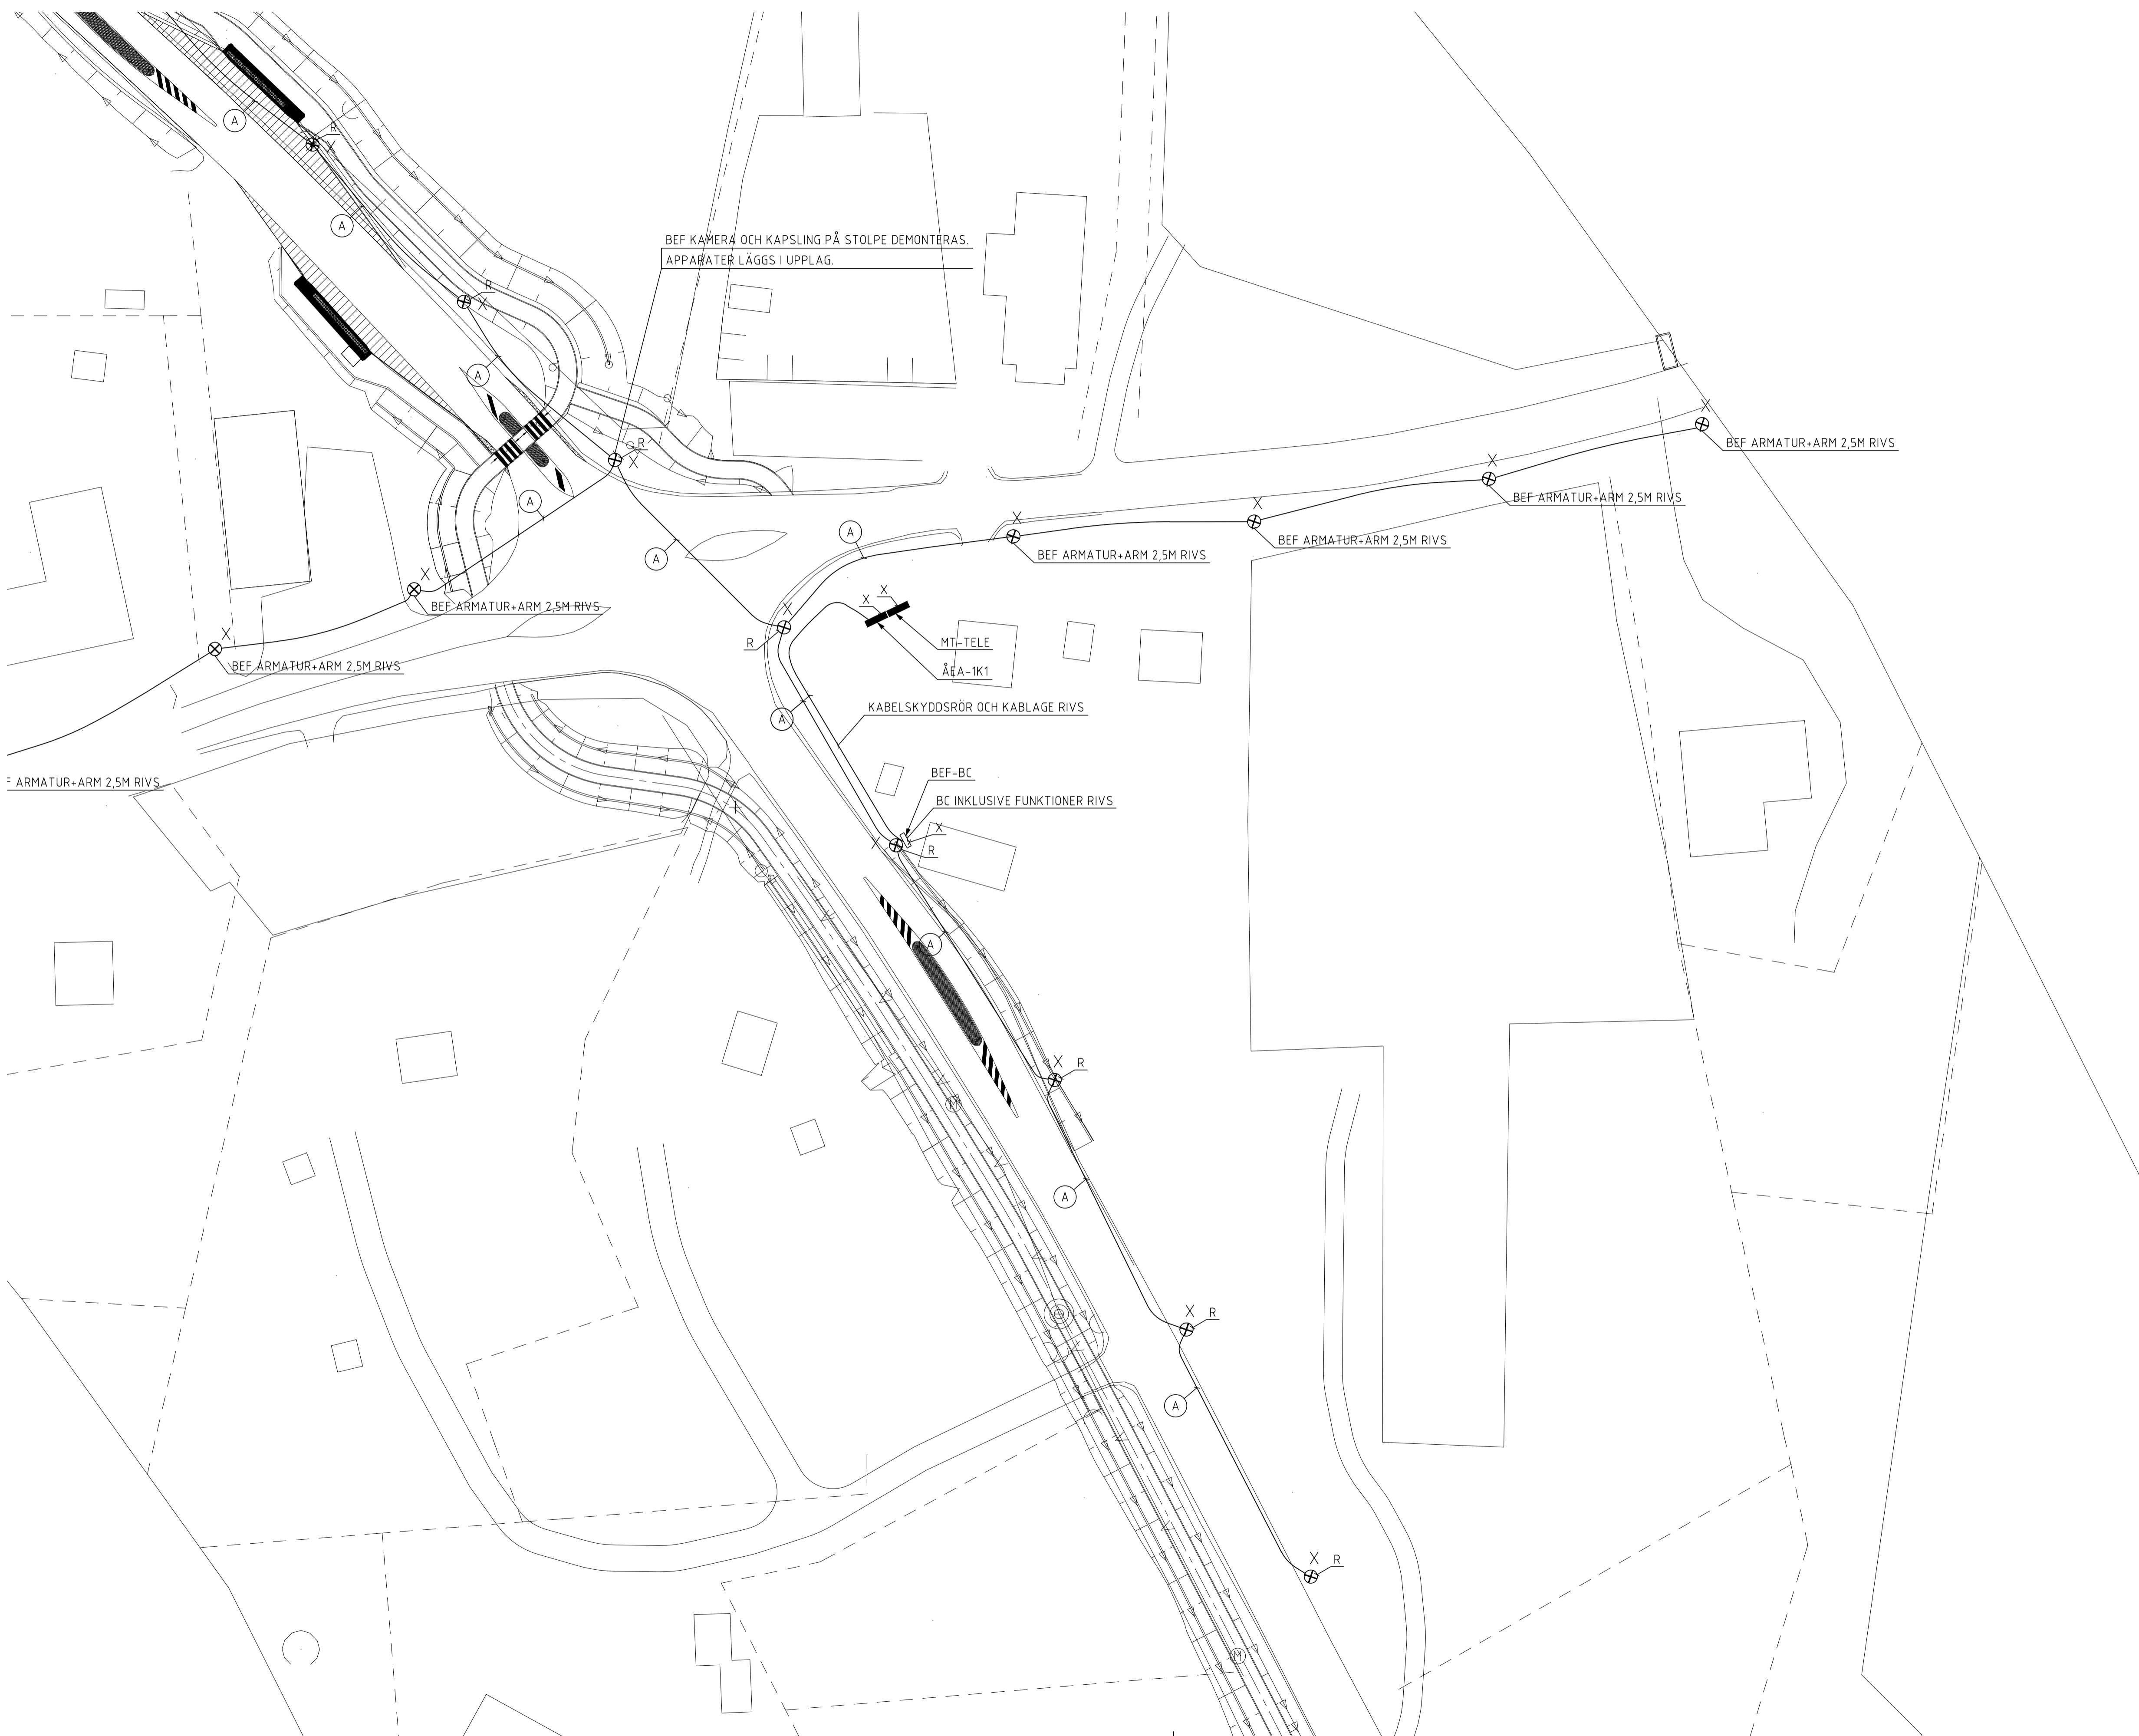 A
R
X
A
BEF KAMERA OCH KAPSLING PÅ STOLPE DEMONTERAS.
APPARATER LÄGGS I UPPLAG.
R
X
A
X
BEF ARMATUR+ARM 2,5M RIVS
R
X
X
BEF ARMATUR+ARM 2,5M RIVS
A
X
BEF ARMATUR+ARM 2,5M RIVS
X
BEF ARMATUR+ARM 2,5M RIVS
A
A
X
BEF ARMATUR+ARM 2,5M RIVS
X
X
X
R
MT-TELE
X
BEF ARMATUR+ARM 2,5M RIVS
ÅEA-1K1
KABELSKYDDSRÖR OCH KABLAGE RIVS
A
ARMATUR+ARM 2,5M RIVS
BEF-BC
BC INKLUSIVE FUNKTIONER RIVS
X
X
R
A
X
R
M
A
X
R
A
X
R
M